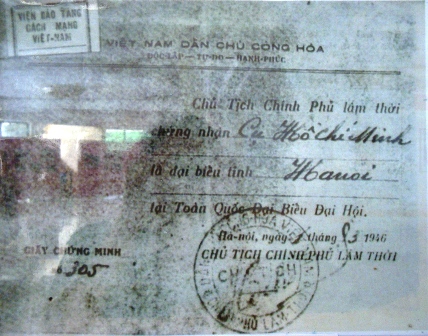 VIỆN BẢO TÀNG
CÁCH MẠNG
VIỆT-NAM
VIỆT NAM DÂN CHỦ CỘNG HÒA
ĐỘC-LẬP — TỰ-DO — HẠNH-PHÚC
Chủ Tịch Chính Phủ lâm thời
chứng nhận Cụ Hồ Chí Minh
là đại biểu tỉnh Hanoi
tại Toàn Quốc Đại Biểu Đại Hội.
Hà-nội, ngày tháng 3 1946
GIẤY CHỨNG MINH
CHỦ TỊCH CHÍNH PHỦ LÂM THỜI
305
CHỦ TỊCH